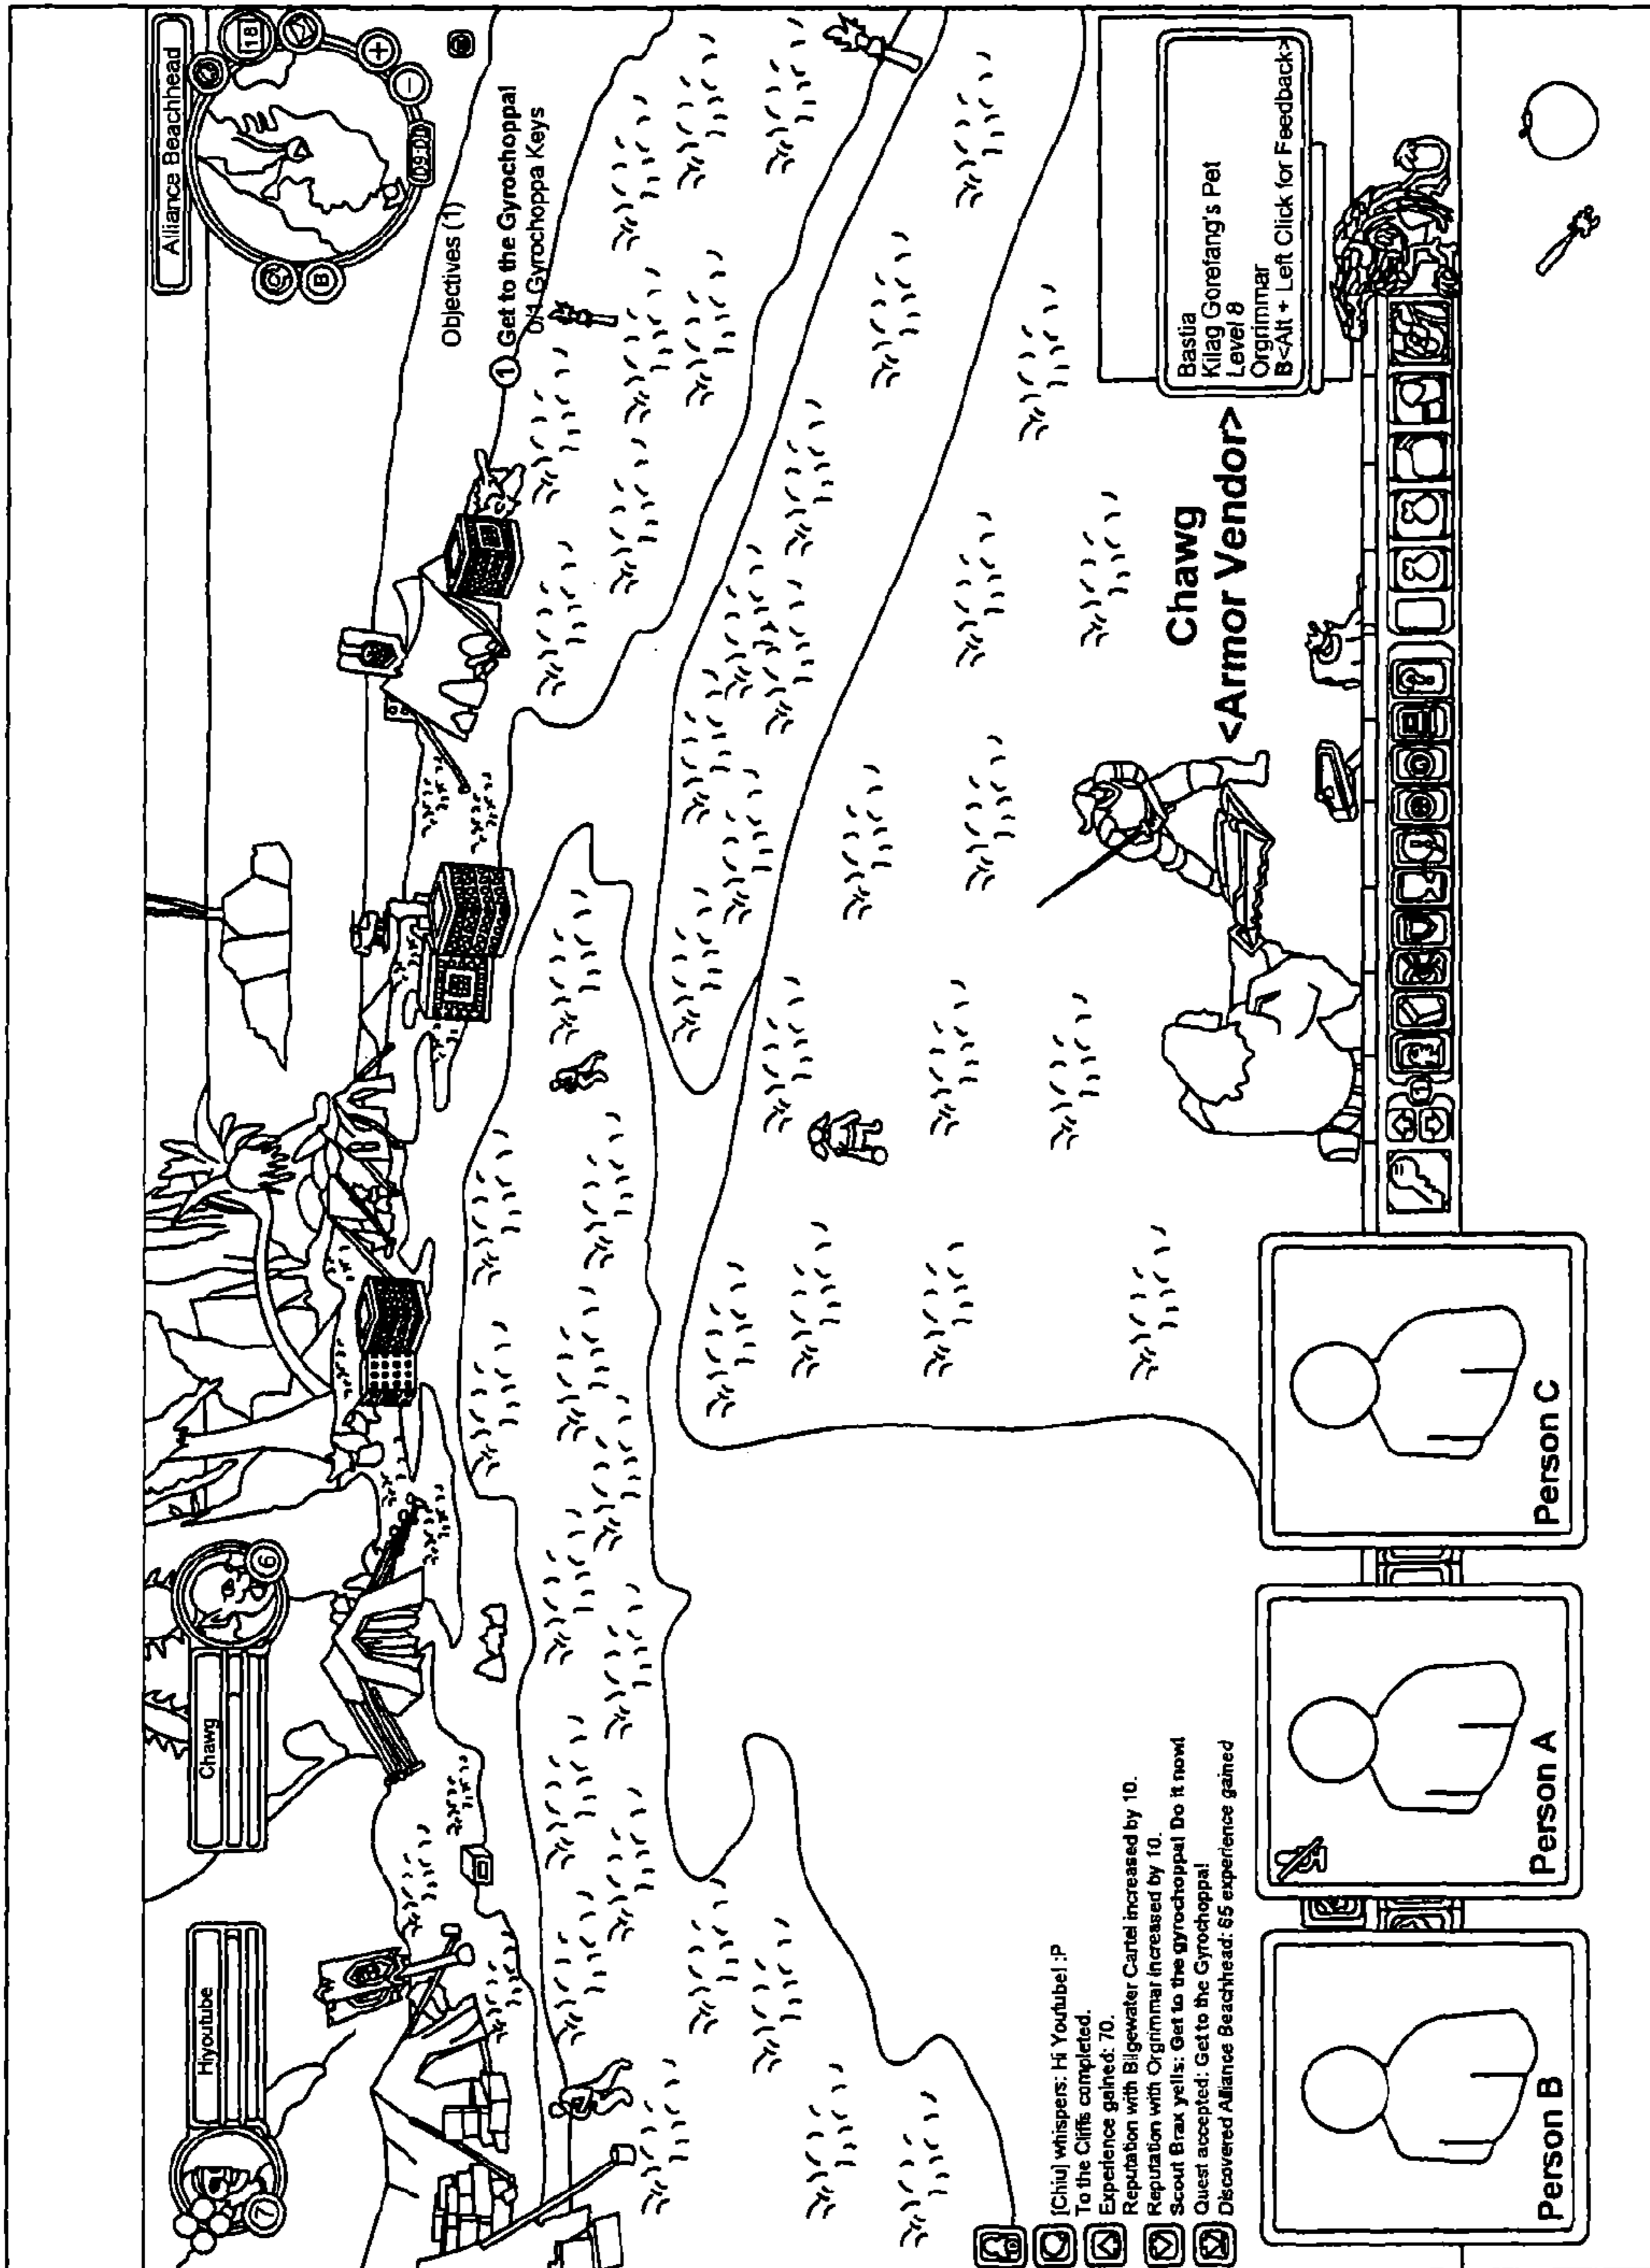 Hiyoutube
7
Chawg
6
Alliance Beachhead
18
B
09:00
Objectives (1)
1 Get to the Gyrochoppa!
0/1 Gyrochoppa Keys
Chawg
<Armor Vendor>
Bastia
Kilag Gorefang's Pet
Level 8
Orgrimmar
B<Alt + Left Click for Feedback>
[Chiu] whispers: Hi Youtube! :P
To the Cliffs completed.
Experience gained: 70.
Reputation with Bilgewater Cartel increased by 10.
Reputation with Orgrimmar increased by 10.
Scout Brax yells: Get to the gyrochoppa! Do it now!
Quest accepted: Get to the Gyrochoppa!
Discovered Alliance Beachhead: 65 experience gained
1
?
Person B
Person A
Person C